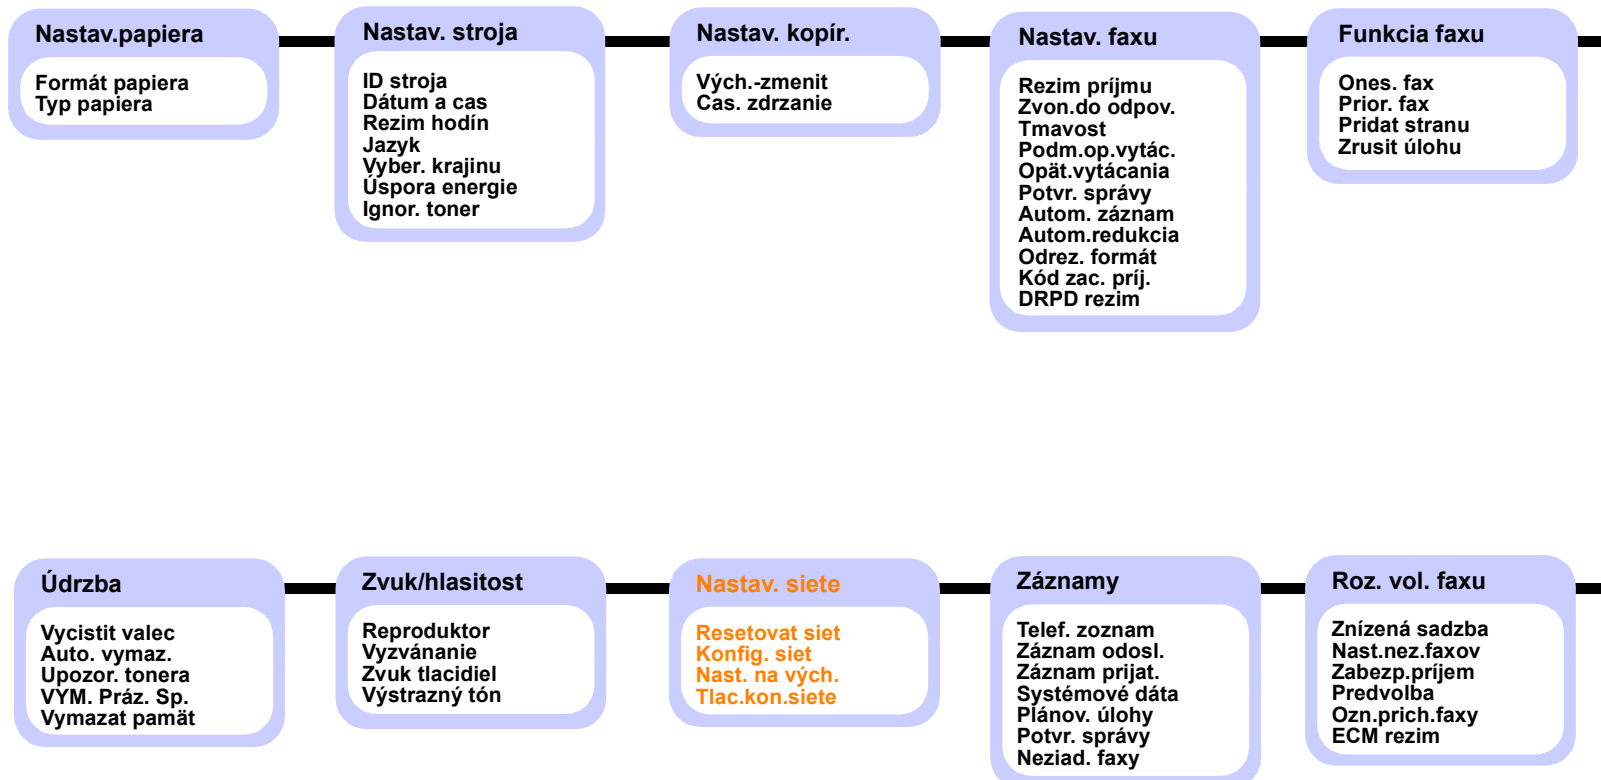 Nastav.papiera
Formát papiera
Typ papiera
Nastav. stroja
ID stroja
Dátum a cas
Rezim hodín
Jazyk
Vyber. krajinu
Úspora energie
Ignor. toner
Nastav. kopír.
Vých.-zmenit
Cas. zdrzanie
Nastav. faxu
Rezim príjmu
Zvon.do odpov.
Tmavost
Podm.op.vytác.
Opät.vytácania
Potvr. správy
Autom. záznam
Autom.redukcia
Odrez. formát
Kód zac. príj.
DRPD rezim
Funkcia faxu
Ones. fax
Prior. fax
Pridat stranu
Zrusit úlohu
Údrzba
Vycistit valec
Auto. vymaz.
Upozor. tonera
VYM. Práz. Sp.
Vymazat pamät
Zvuk/hlasitost
Reproduktor
Vyzvánanie
Zvuk tlacidiel
Výstrazný tón
Nastav. siete
Resetovat siet
Konfig. siet
Nast. na vých.
Tlac.kon.siete
Záznamy
Telef. zoznam
Záznam odosl.
Záznam prijat.
Systémové dáta
Plánov. úlohy
Potvr. správy
Neziad. faxy
Roz. vol. faxu
Znízená sadzba
Nast.nez.faxov
Zabezp.príjem
Predvolba
Ozn.prich.faxy
ECM rezim